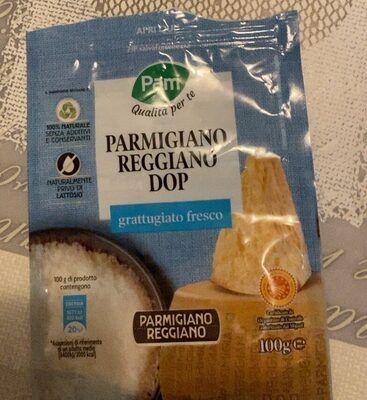 Pam
Qualità per te
100% NATURALE
SENZA ADDITIVI
E CONSERVANTI
NATURALMENTE
PRIVO DI
LATTOSIO
PARMIGIANO
REGGIANO
DOP
grattugiato fresco
100 g di prodotto
contengono
ENERGIA
20%
PARMIGIANO
REGGIANO
100g e